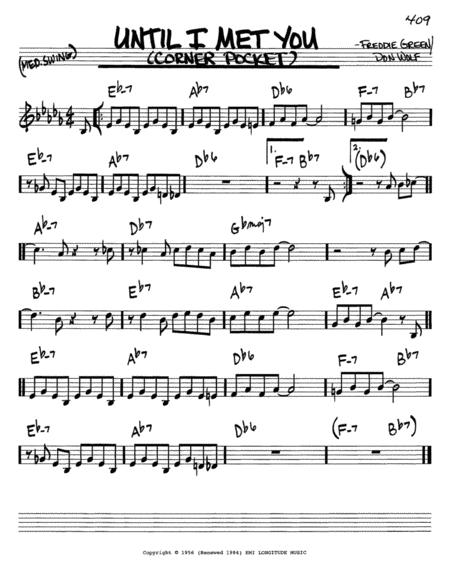 409
UNTIL I MET YOU
(CORNER POCKET)
(MED. SWING)
-FREDDIE GREEN/
DON WOLF
Eb-7 Ab7 Db6 F-7 Bb7
Eb-7 Ab7 Db6 1. F-7 Bb7 2. (Db6)
Ab-7 Db7 Gbmaj7
Bb-7 Eb7 Ab7 Eb-7 Ab7
Eb-7 Ab7 Db6 F-7 Bb7
Eb-7 Ab7 Db6 (F-7 Bb7)
Copyright © 1956 (Renewed 1984) EMI LONGITUDE MUSIC